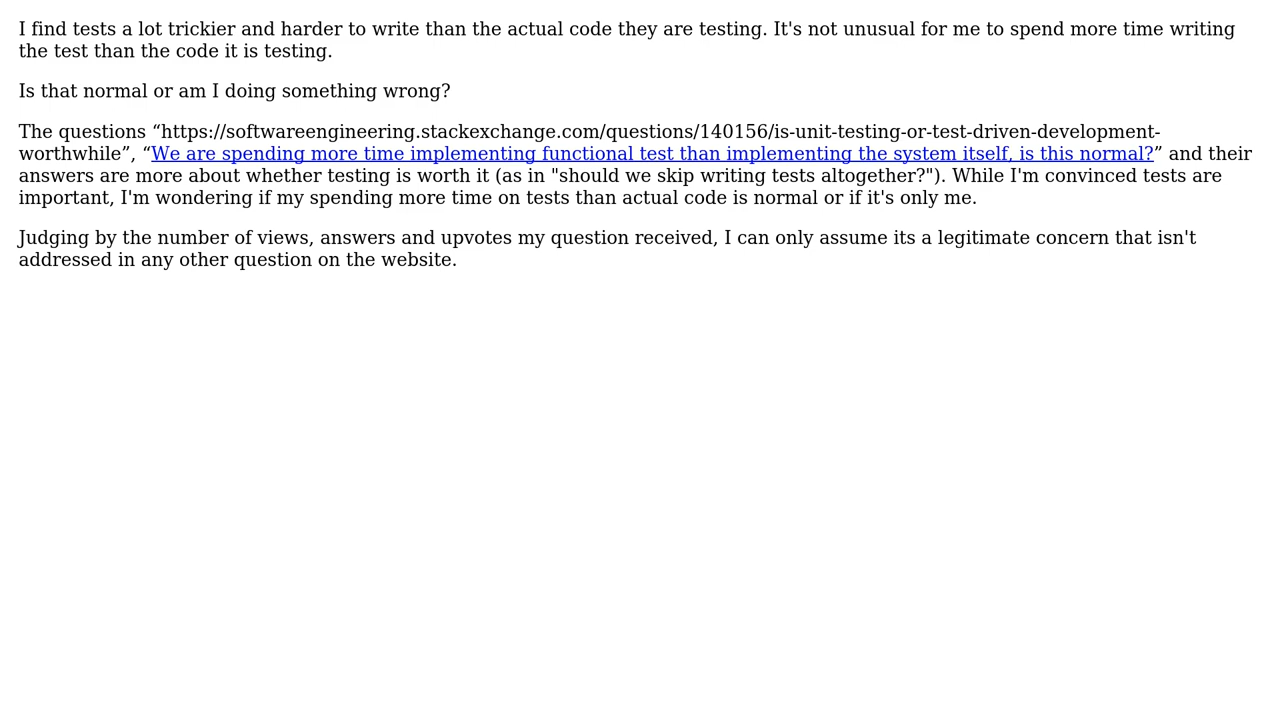 I find tests a lot trickier and harder to write than the actual code they are testing. It's not unusual for me to spend more time writing
the test than the code it is testing.
Is that normal or am I doing something wrong?
The questions “https://softwareengineering.stackexchange.com/questions/140156/is-unit-testing-or-test-driven-development-
worthwhile”, “We are spending more time implementing functional test than implementing the system itself, is this normal?” and their
answers are more about whether testing is worth it (as in "should we skip writing tests altogether?"). While I'm convinced tests are
important, I'm wondering if my spending more time on tests than actual code is normal or if it's only me.
Judging by the number of views, answers and upvotes my question received, I can only assume its a legitimate concern that isn't
addressed in any other question on the website.